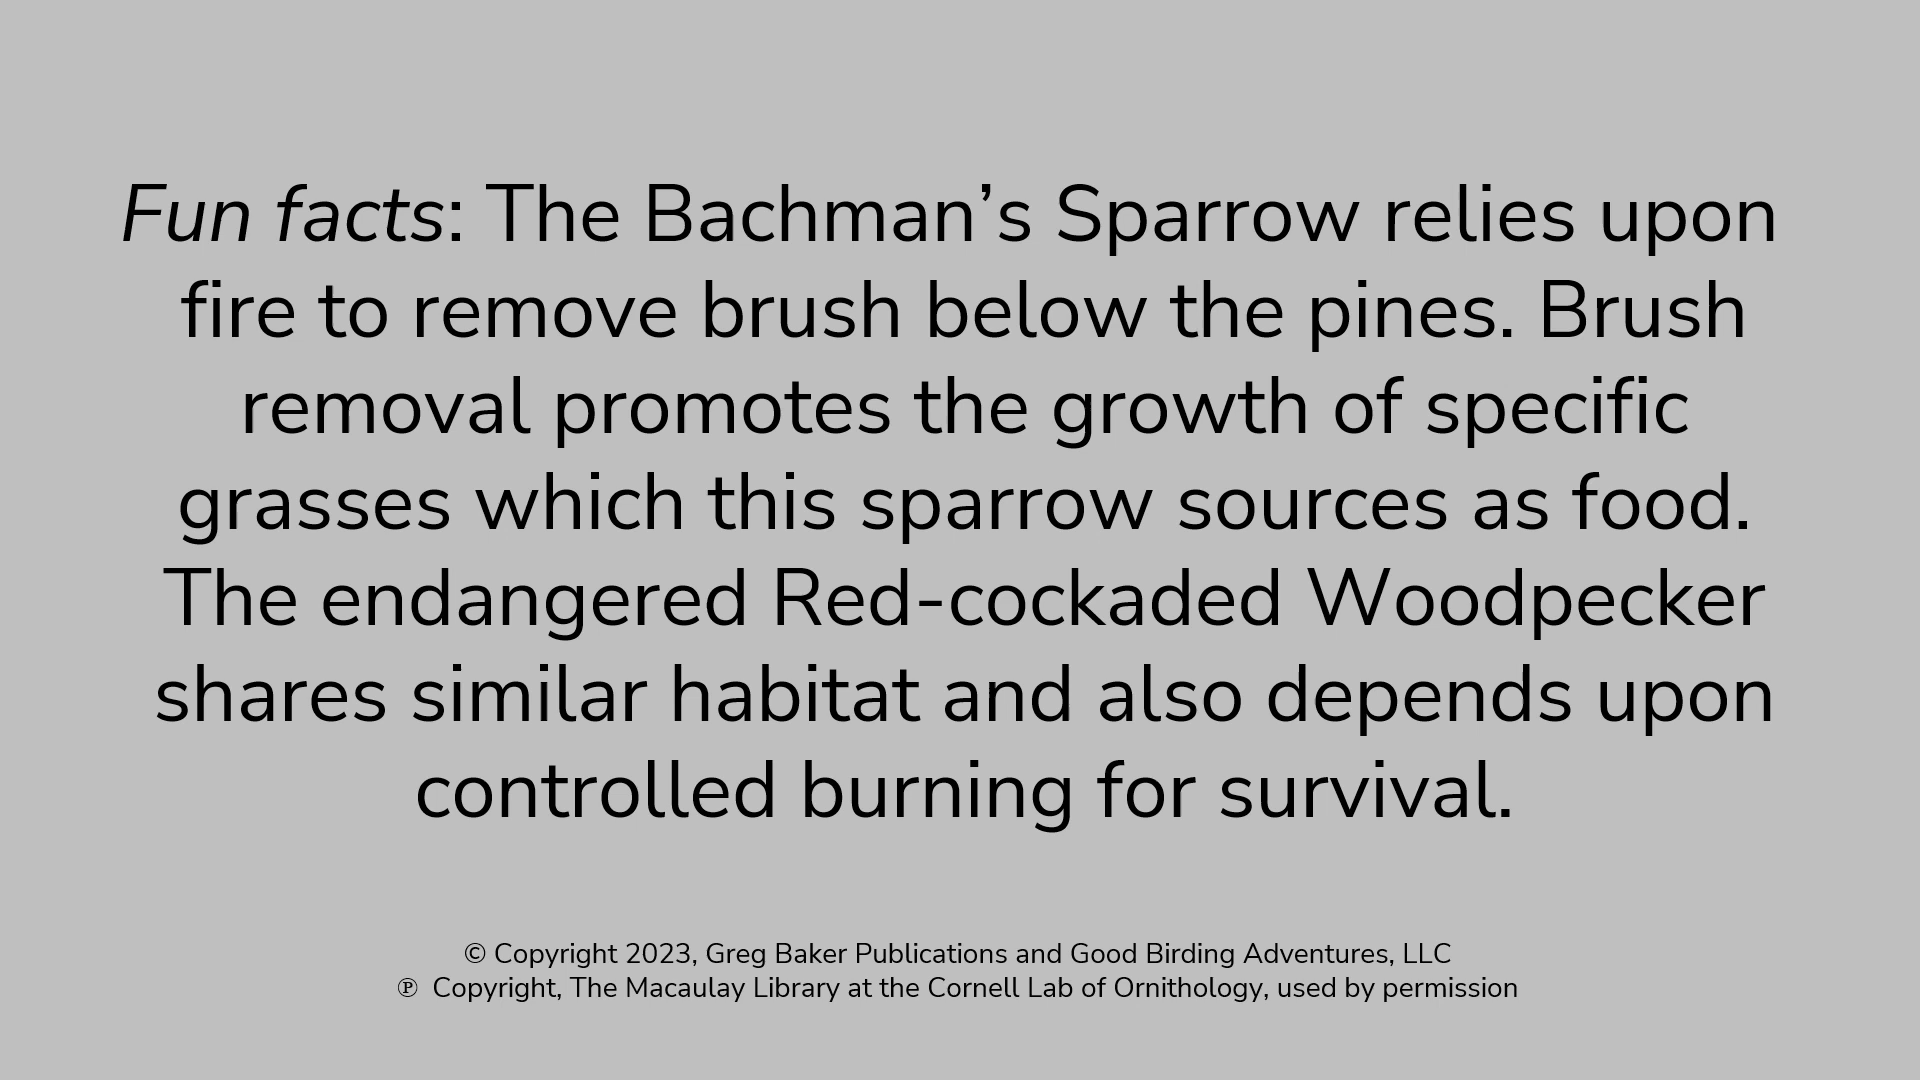 Fun facts: The Bachman’s Sparrow relies upon
fire to remove brush below the pines. Brush
removal promotes the growth of specific
grasses which this sparrow sources as food.
The endangered Red-cockaded Woodpecker
shares similar habitat and also depends upon
controlled burning for survival.
© Copyright 2023, Greg Baker Publications and Good Birding Adventures, LLC
℗ Copyright, The Macaulay Library at the Cornell Lab of Ornithology, used by permission